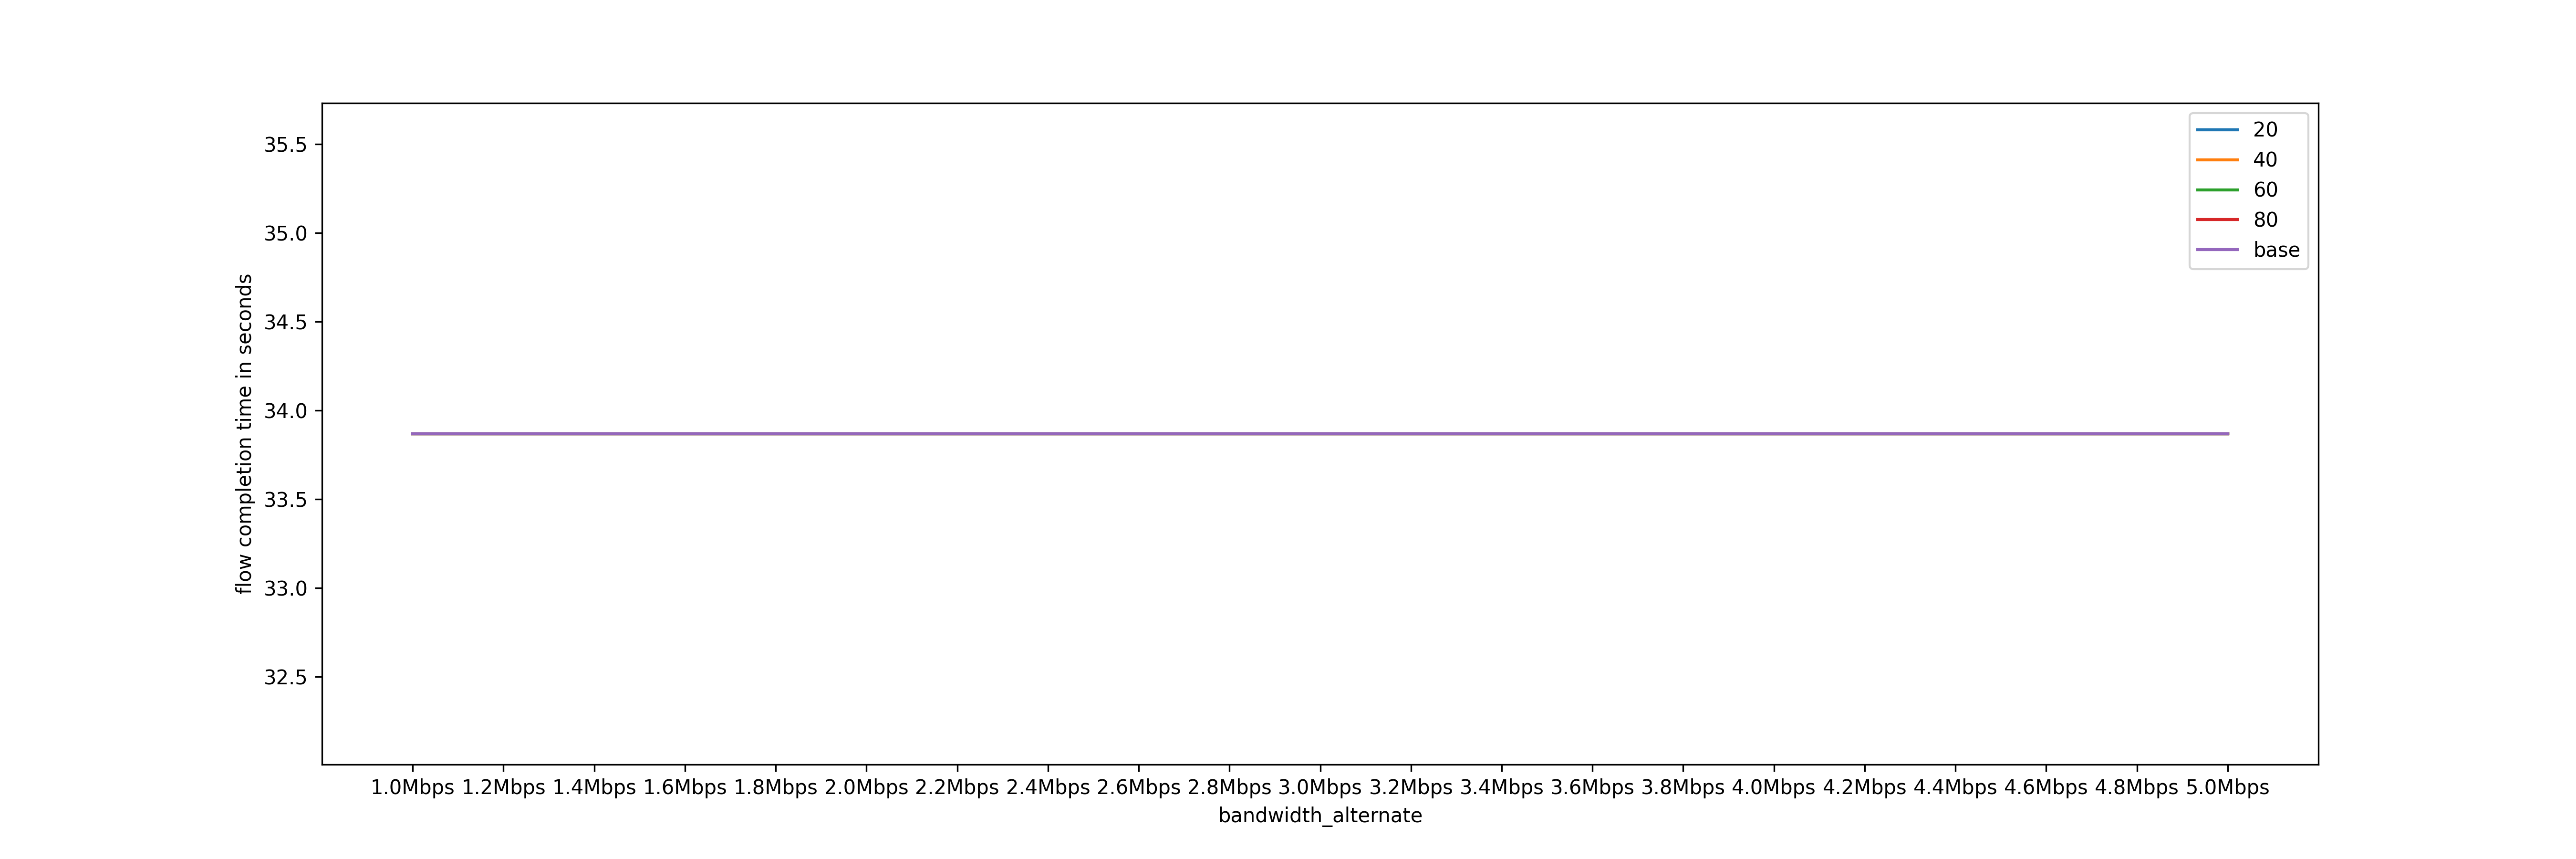 35.5
35.0
34.5
34.0
33.5
33.0
32.5
flow completion time in seconds
20
40
60
80
base
1.0Mbps 1.2Mbps 1.4Mbps 1.6Mbps 1.8Mbps 2.0Mbps 2.2Mbps 2.4Mbps 2.6Mbps 2.8Mbps 3.0Mbps 3.2Mbps 3.4Mbps 3.6Mbps 3.8Mbps 4.0Mbps 4.2Mbps 4.4Mbps 4.6Mbps 4.8Mbps 5.0Mbps
bandwidth_alternate